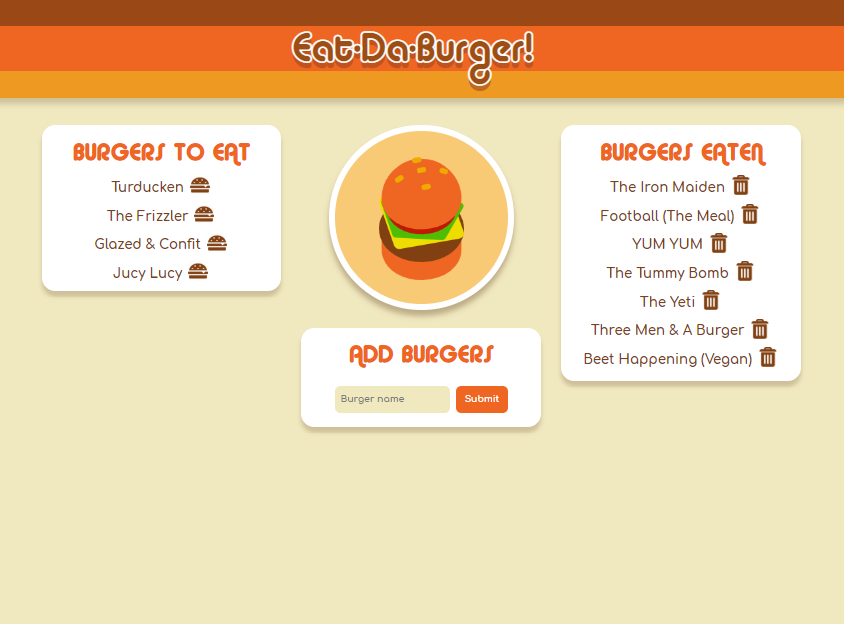 Eat·Da·Burger!
BURGERS TO EAT
Turducken
The Frizzler
Glazed & Confit
Jucy Lucy
ADD BURGERS
Burger name
Submit
BURGERS EATEN
The Iron Maiden
Football (The Meal)
YUM YUM
The Tummy Bomb
The Yeti
Three Men & A Burger
Beet Happening (Vegan)